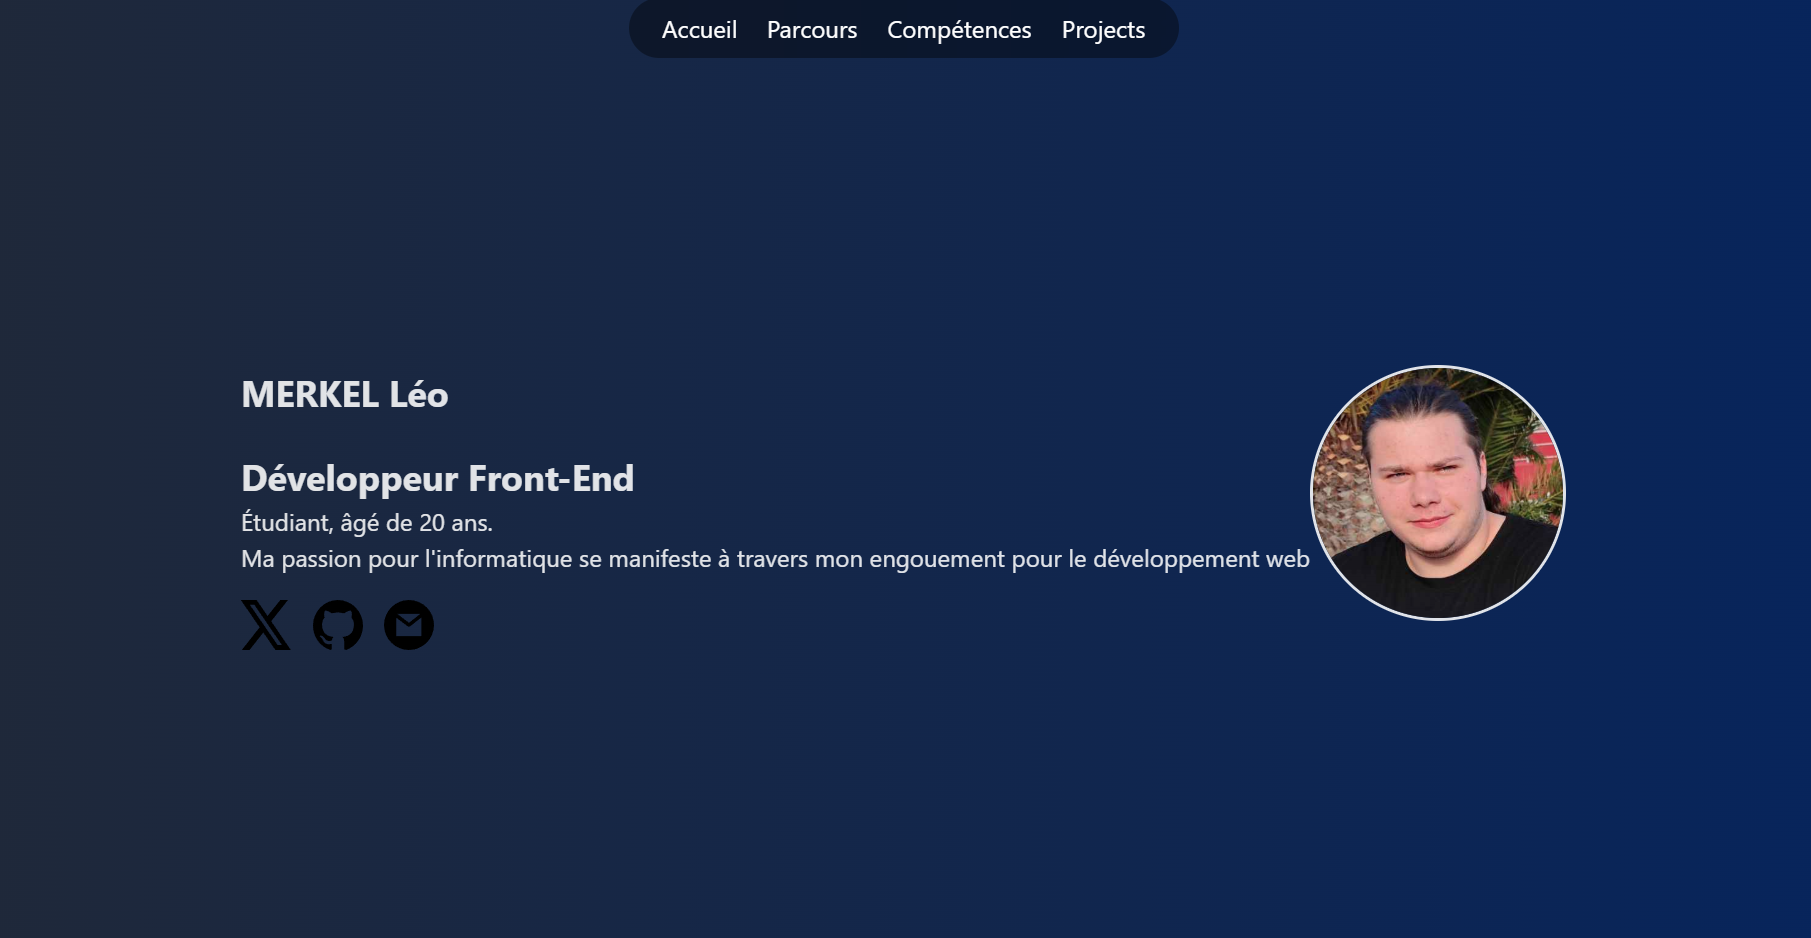 Accueil Parcours Compétences Projects
MERKEL Léo
Développeur Front-End
Étudiant, âgé de 20 ans.
Ma passion pour l'informatique se manifeste à travers mon engouement pour le développement web